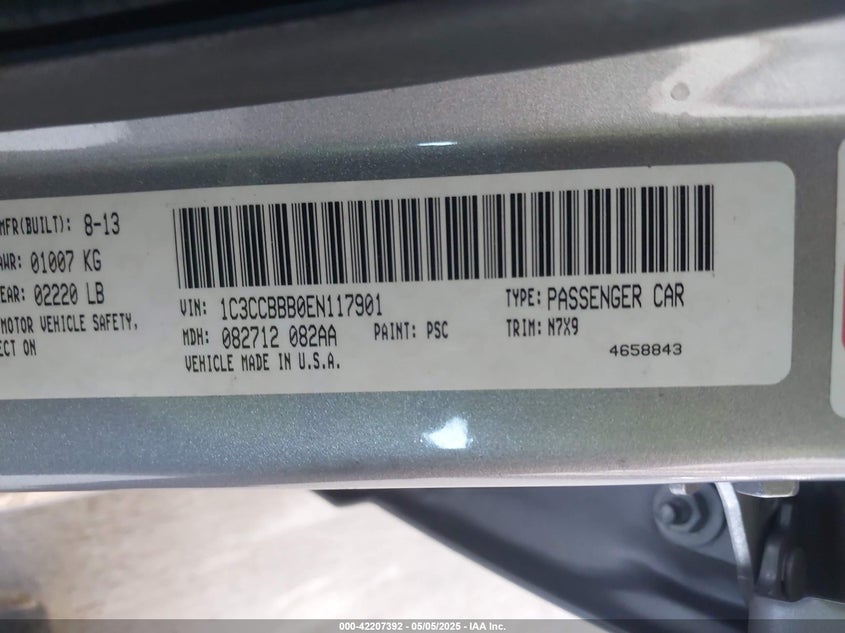 MFR(BUILT): 8-13
AWR: 01007 KG
EAR: 02220 LB
MOTOR VEHICLE SAFETY,
ECT ON
VIN: 1C3CCBBB0EN117901
TYPE: PASSENGER CAR
MDH: 082712 082AA
PAINT: PSC
TRIM: N7X9
VEHICLE MADE IN U.S.A.
4658843
000-42207392 - 05/05/2025 - IAA Inc.